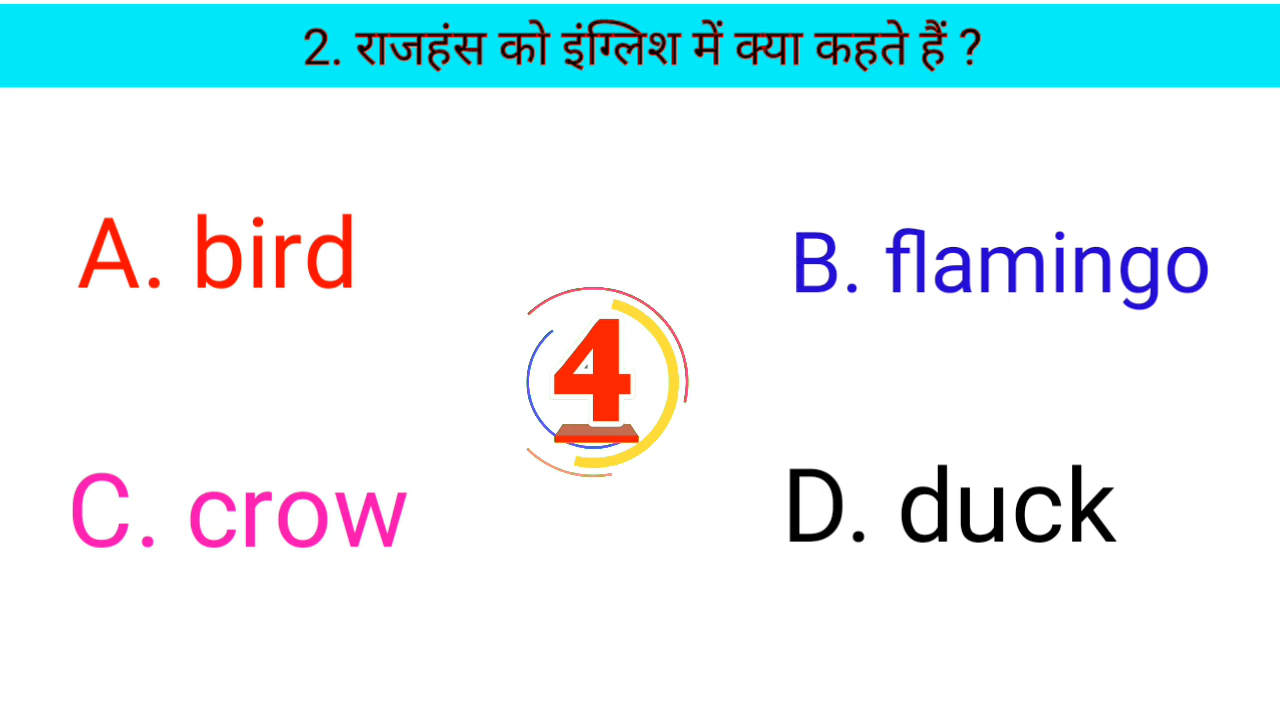 2. राजहंस को इंग्लिश में क्या कहते हैं ?
A. bird
B. flamingo
4
C. crow
D. duck